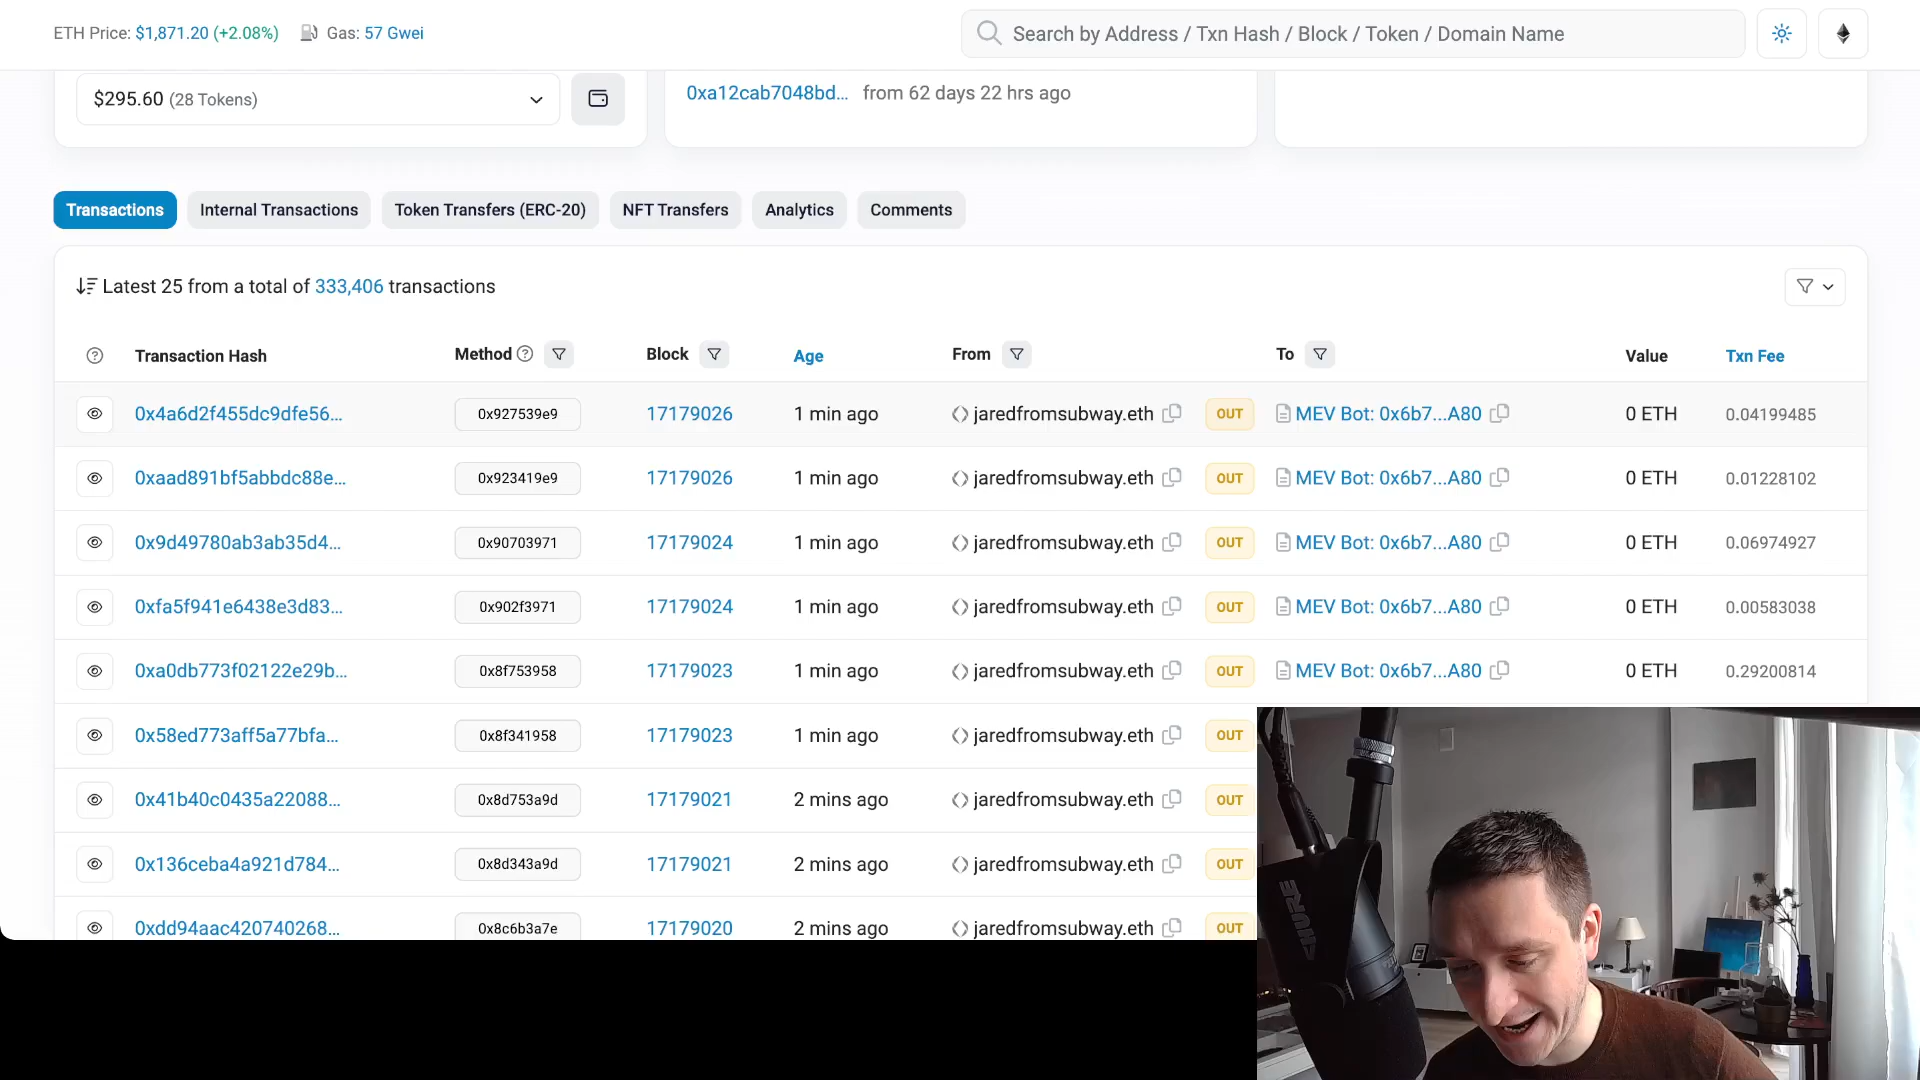 ETH Price: $1,871.20 (+2.08%) Gas: 57 Gwei
Search by Address / Txn Hash / Block / Token / Domain Name
$295.60 (28 Tokens)
0xa12cab7048bd... from 62 days 22 hrs ago
Transactions Internal Transactions Token Transfers (ERC-20) NFT Transfers Analytics Comments
Latest 25 from a total of 333,406 transactions
Transaction Hash Method Block Age From To Value Txn Fee
0x4a6d2f455dc9dfe56... 0x927539e9 17179026 1 min ago jaredfromsubway.eth OUT MEV Bot: 0x6b7...A80 0 ETH 0.04199485
0xaad891bf5abbdc88e... 0x923419e9 17179026 1 min ago jaredfromsubway.eth OUT MEV Bot: 0x6b7...A80 0 ETH 0.01228102
0x9d49780ab3ab35d4... 0x90703971 17179024 1 min ago jaredfromsubway.eth OUT MEV Bot: 0x6b7...A80 0 ETH 0.06974927
0xfa5f941e6438e3d83... 0x902f3971 17179024 1 min ago jaredfromsubway.eth OUT MEV Bot: 0x6b7...A80 0 ETH 0.00583038
0xa0db773f02122e29b... 0x8f753958 17179023 1 min ago jaredfromsubway.eth OUT MEV Bot: 0x6b7...A80 0 ETH 0.29200814
0x58ed773aff5a77bfa... 0x8f341958 17179023 1 min ago jaredfromsubway.eth OUT
0x41b40c0435a22088... 0x8d753a9d 17179021 2 mins ago jaredfromsubway.eth OUT
0x136ceba4a921d784... 0x8d343a9d 17179021 2 mins ago jaredfromsubway.eth OUT
0xdd94aac420740268... 0x8c6b3a7e 17179020 2 mins ago jaredfromsubway.eth OUT
SHURE